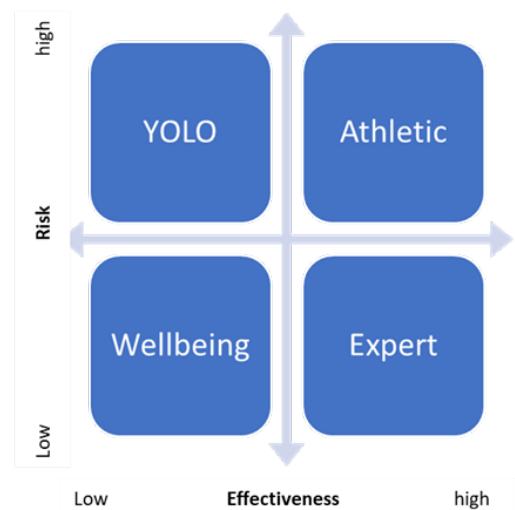 high
YOLO
Athletic
Risk
Wellbeing
Expert
Low
Low
Effectiveness
high